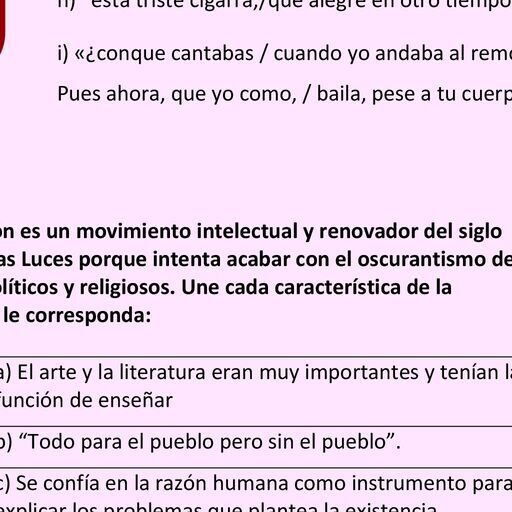 h) "esta triste cigarra,/que alegre en otro tiempo
i) «¿conque cantabas / cuando yo andaba al remo
Pues ahora, que yo como, / baila, pese a tu cuerp
ón es un movimiento intelectual y renovador del siglo
as Luces porque intenta acabar con el oscurantismo de
olíticos y religiosos. Une cada característica de la
le corresponda:
a) El arte y la literatura eran muy importantes y tenían la
función de enseñar
b) “Todo para el pueblo pero sin el pueblo”.
c) Se confía en la razón humana como instrumento para
explicar los problemas que plantea la existencia